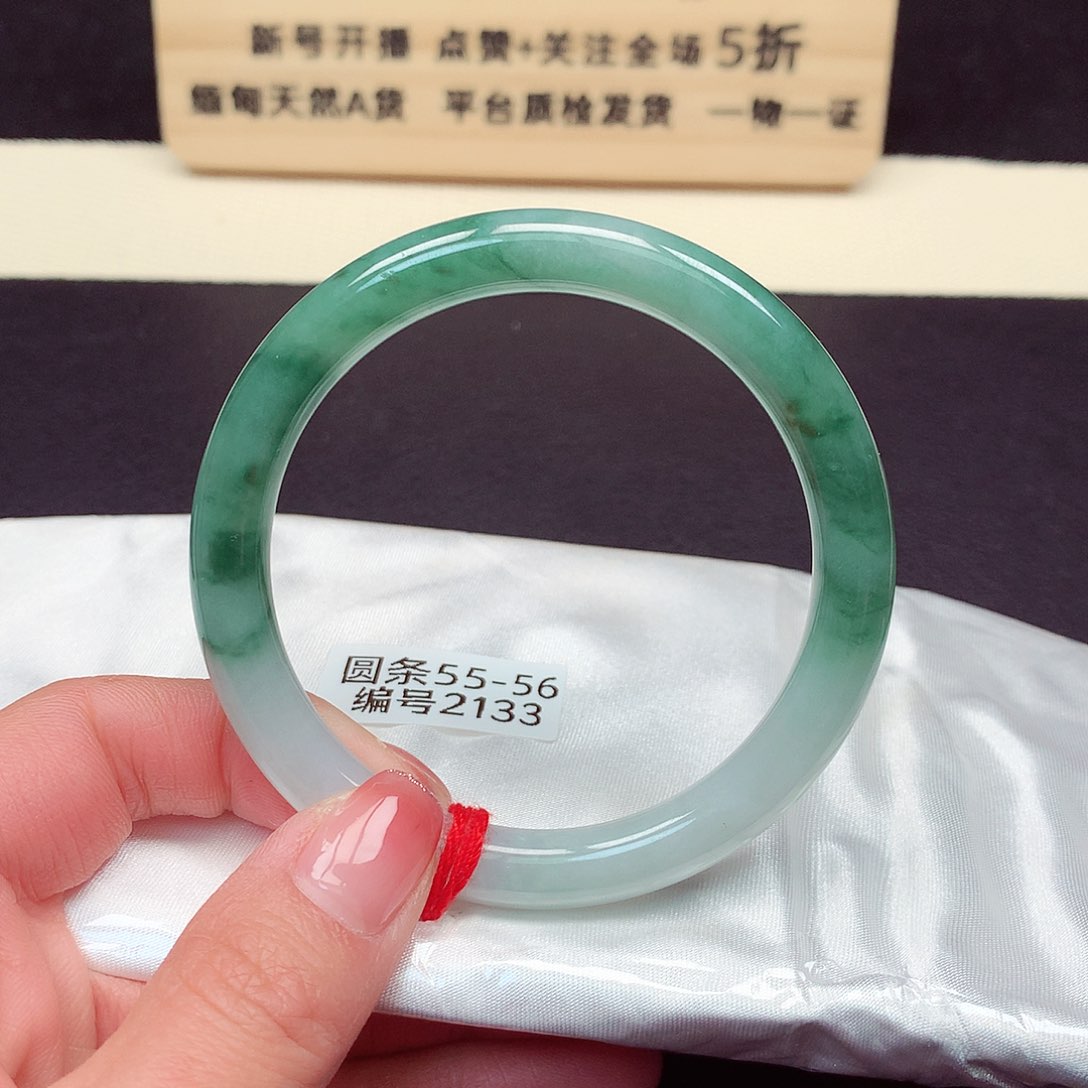 新号开播 点赞+关注全场5折
缅甸天然A货 平台质检发货 一物一证
圆条55-56
编号2133